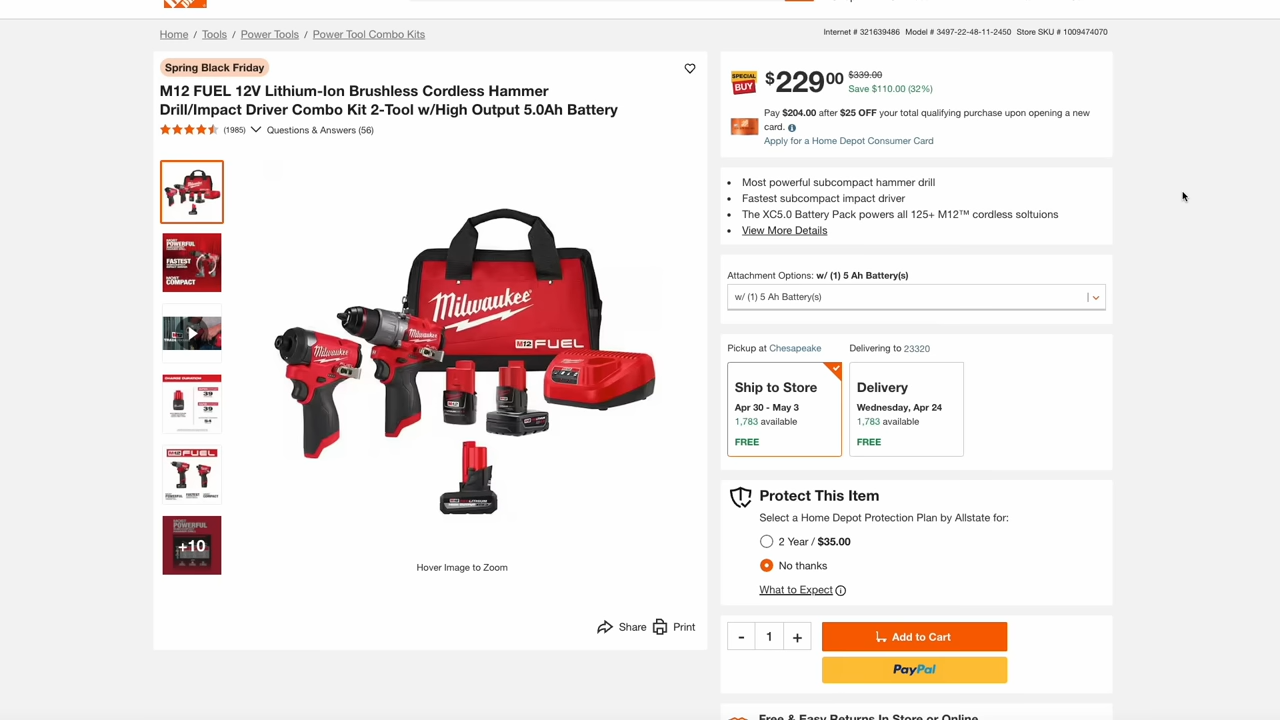 Home / Tools / Power Tools / Power Tool Combo Kits
Internet # 321639486 Model # 3497-22-48-11-2450 Store SKU # 1009474070
Spring Black Friday
M12 FUEL 12V Lithium-Ion Brushless Cordless Hammer
Drill/Impact Driver Combo Kit 2-Tool w/High Output 5.0Ah Battery
(1985) Questions & Answers (56)
POWERFUL
FASTEST
+10
Milwaukee
M12 FUEL
Milwaukee
Milwaukee
Hover Image to Zoom
Share Print
SPECIAL
BUY
$229.00 $339.00
Save $110.00 (32%)
Pay $204.00 after $25 OFF your total qualifying purchase upon opening a new
card.
Apply for a Home Depot Consumer Card
Most powerful subcompact hammer drill
Fastest subcompact impact driver
The XC5.0 Battery Pack powers all 125+ M12™ cordless soltuions
View More Details
Attachment Options: w/ (1) 5 Ah Battery(s)
w/ (1) 5 Ah Battery(s)
Pickup at Chesapeake Delivering to 23320
Ship to Store
Apr 30 - May 3
1,783 available
FREE
Delivery
Wednesday, Apr 24
1,783 available
FREE
Protect This Item
Select a Home Depot Protection Plan by Allstate for:
2 Year / $35.00
No thanks
What to Expect
- 1 +
Add to Cart
PayPal
Free & Easy Returns In Store or Online